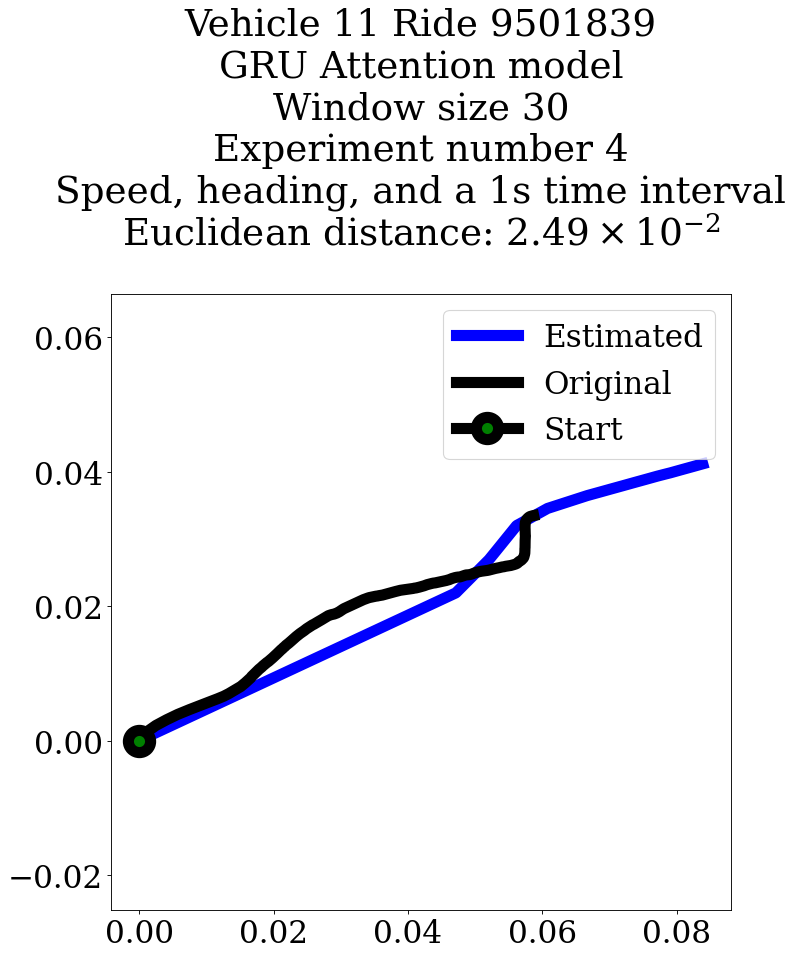 Vehicle 11 Ride 9501839
GRU Attention model
Window size 30
Experiment number 4
Speed, heading, and a 1s time interval
Euclidean distance: 2.49 × 10⁻²
Estimated
Original
Start
0.06
0.04
0.02
0.00
−0.02
0.00 0.02 0.04 0.06 0.08